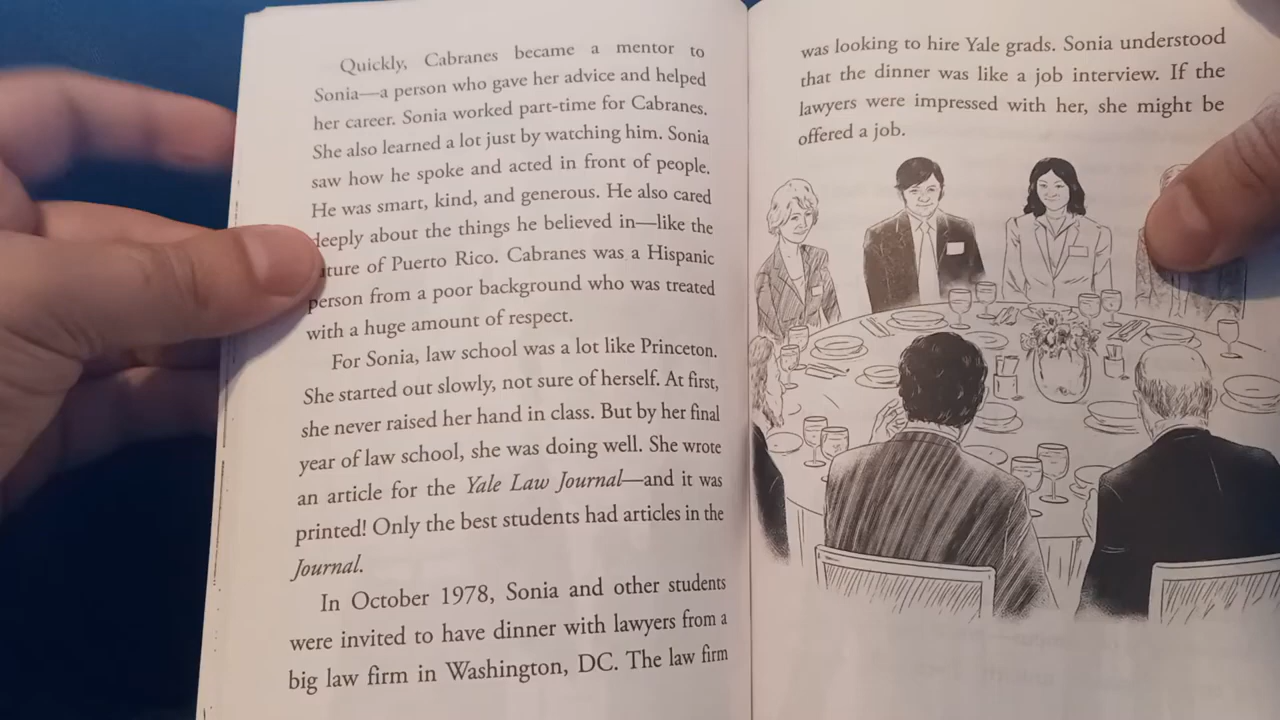 Quickly, Cabranes became a mentor to
Sonia—a person who gave her advice and helped
her career. Sonia worked part-time for Cabranes.
She also learned a lot just by watching him. Sonia
saw how he spoke and acted in front of people.
He was smart, kind, and generous. He also cared
deeply about the things he believed in—like the
future of Puerto Rico. Cabranes was a Hispanic
person from a poor background who was treated
with a huge amount of respect.
For Sonia, law school was a lot like Princeton.
She started out slowly, not sure of herself. At first,
she never raised her hand in class. But by her final
year of law school, she was doing well. She wrote
an article for the Yale Law Journal—and it was
printed! Only the best students had articles in the
Journal.
In October 1978, Sonia and other students
were invited to have dinner with lawyers from a
big law firm in Washington, DC. The law firm
was looking to hire Yale grads. Sonia understood
that the dinner was like a job interview. If the
lawyers were impressed with her, she might be
offered a job.